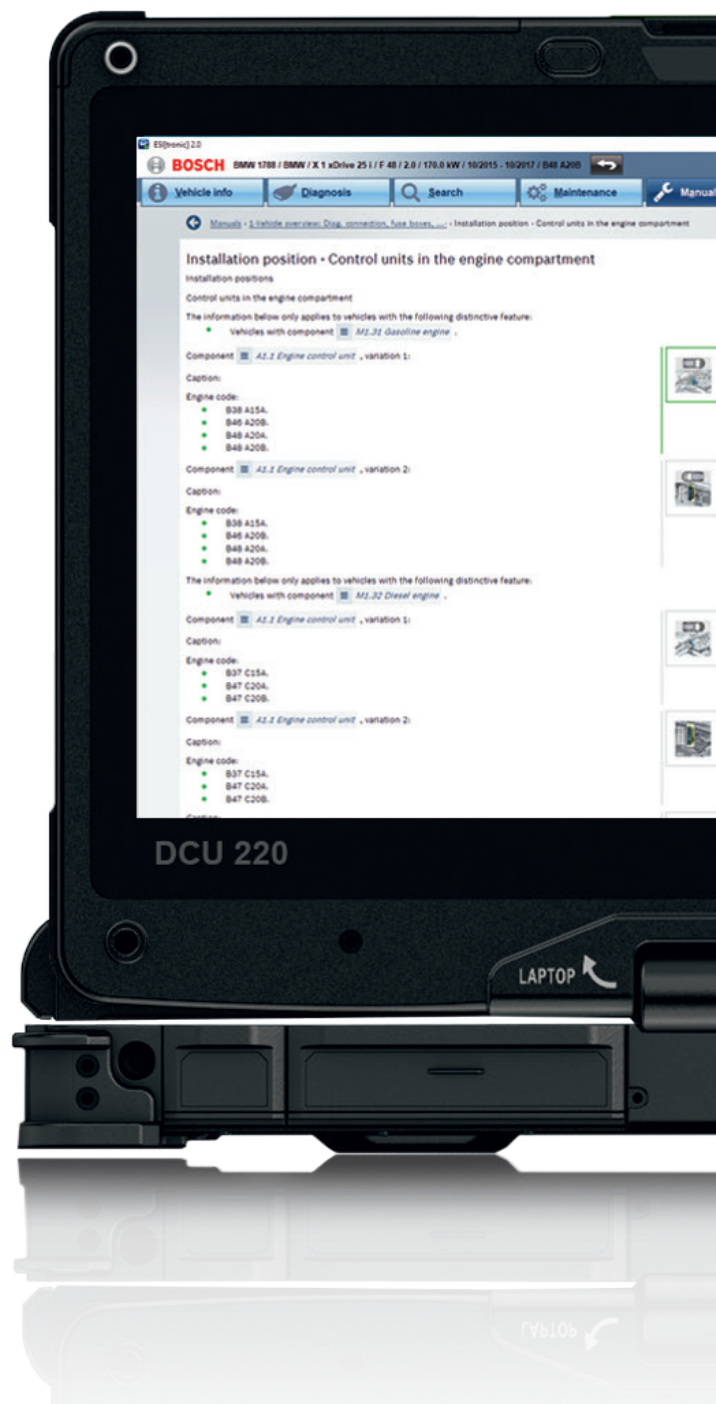 ESI[tronic] 2.0
BOSCH BMW 1788 / BMW / X 1 xDrive 25 i / F 48 / 2.0 / 170.0 kW / 10/2015 - 10/2017 / B48 A20B
Vehicle info Diagnosis Search Maintenance Manual
Manuals › 1-Vehicle overview: Diag. connection, fuse boxes, ...: › Installation position - Control units in the engine compartment
Installation position - Control units in the engine compartment
Installation positions
Control units in the engine compartment
The information below only applies to vehicles with the following distinctive feature:
Vehicles with component M1.31 Gasoline engine .
Component A1.1 Engine control unit , variation 1:
Caption:
Engine code:
B38 A15A.
B46 A20B.
B48 A20A.
B48 A20B.
Component A1.1 Engine control unit , variation 2:
Caption:
Engine code:
B38 A15A.
B46 A20B.
B48 A20A.
B48 A20B.
The information below only applies to vehicles with the following distinctive feature:
Vehicles with component M1.32 Diesel engine .
Component A1.1 Engine control unit , variation 1:
Caption:
Engine code:
B37 C15A.
B47 C20A.
B47 C20B.
Component A1.1 Engine control unit , variation 2:
Caption:
Engine code:
B37 C15A.
B47 C20A.
B47 C20B.
Caption:
DCU 220
LAPTOP